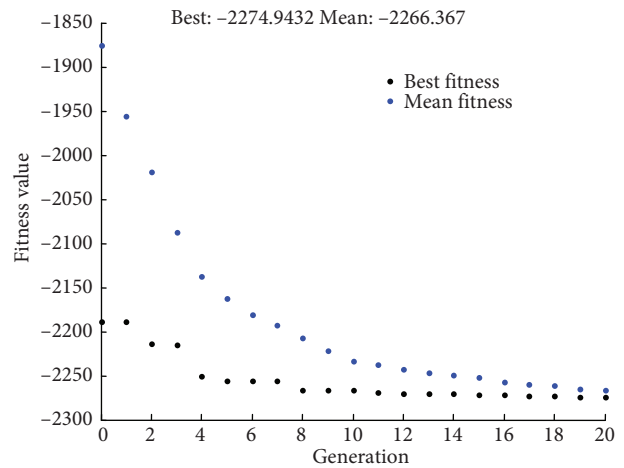 Best: –2274.9432 Mean: –2266.367
Best fitness
Mean fitness
Fitness value
–1850
–1900
–1950
–2000
–2050
–2100
–2150
–2200
–2250
–2300
0 2 4 6 8 10 12 14 16 18 20
Generation